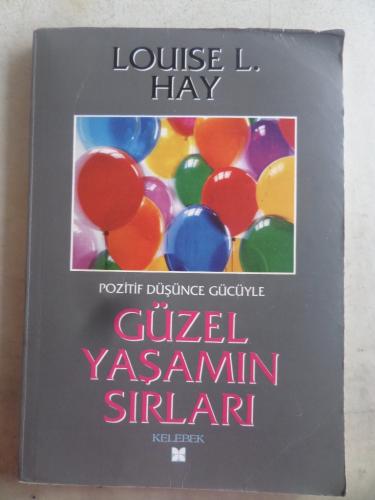 LOUISE L.
HAY
POZİTİF DÜŞÜNCE GÜCÜYLE
GÜZEL
YAŞAMIN
SIRLARI
KELEBEK